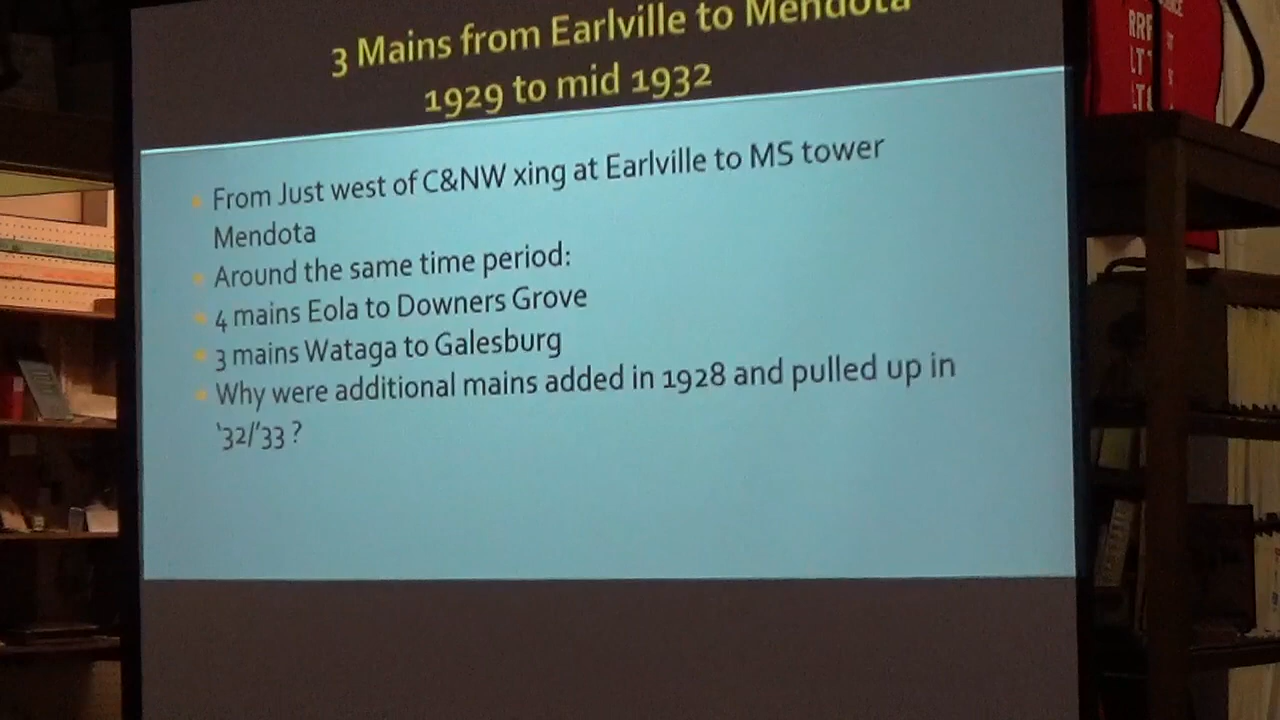 3 Mains from Earlville to Mendota
1929 to mid 1932
From Just west of C&NW xing at Earlville to MS tower
Mendota
Around the same time period:
4 mains Eola to Downers Grove
3 mains Wataga to Galesburg
Why were additional mains added in 1928 and pulled up in
‘32/’33 ?